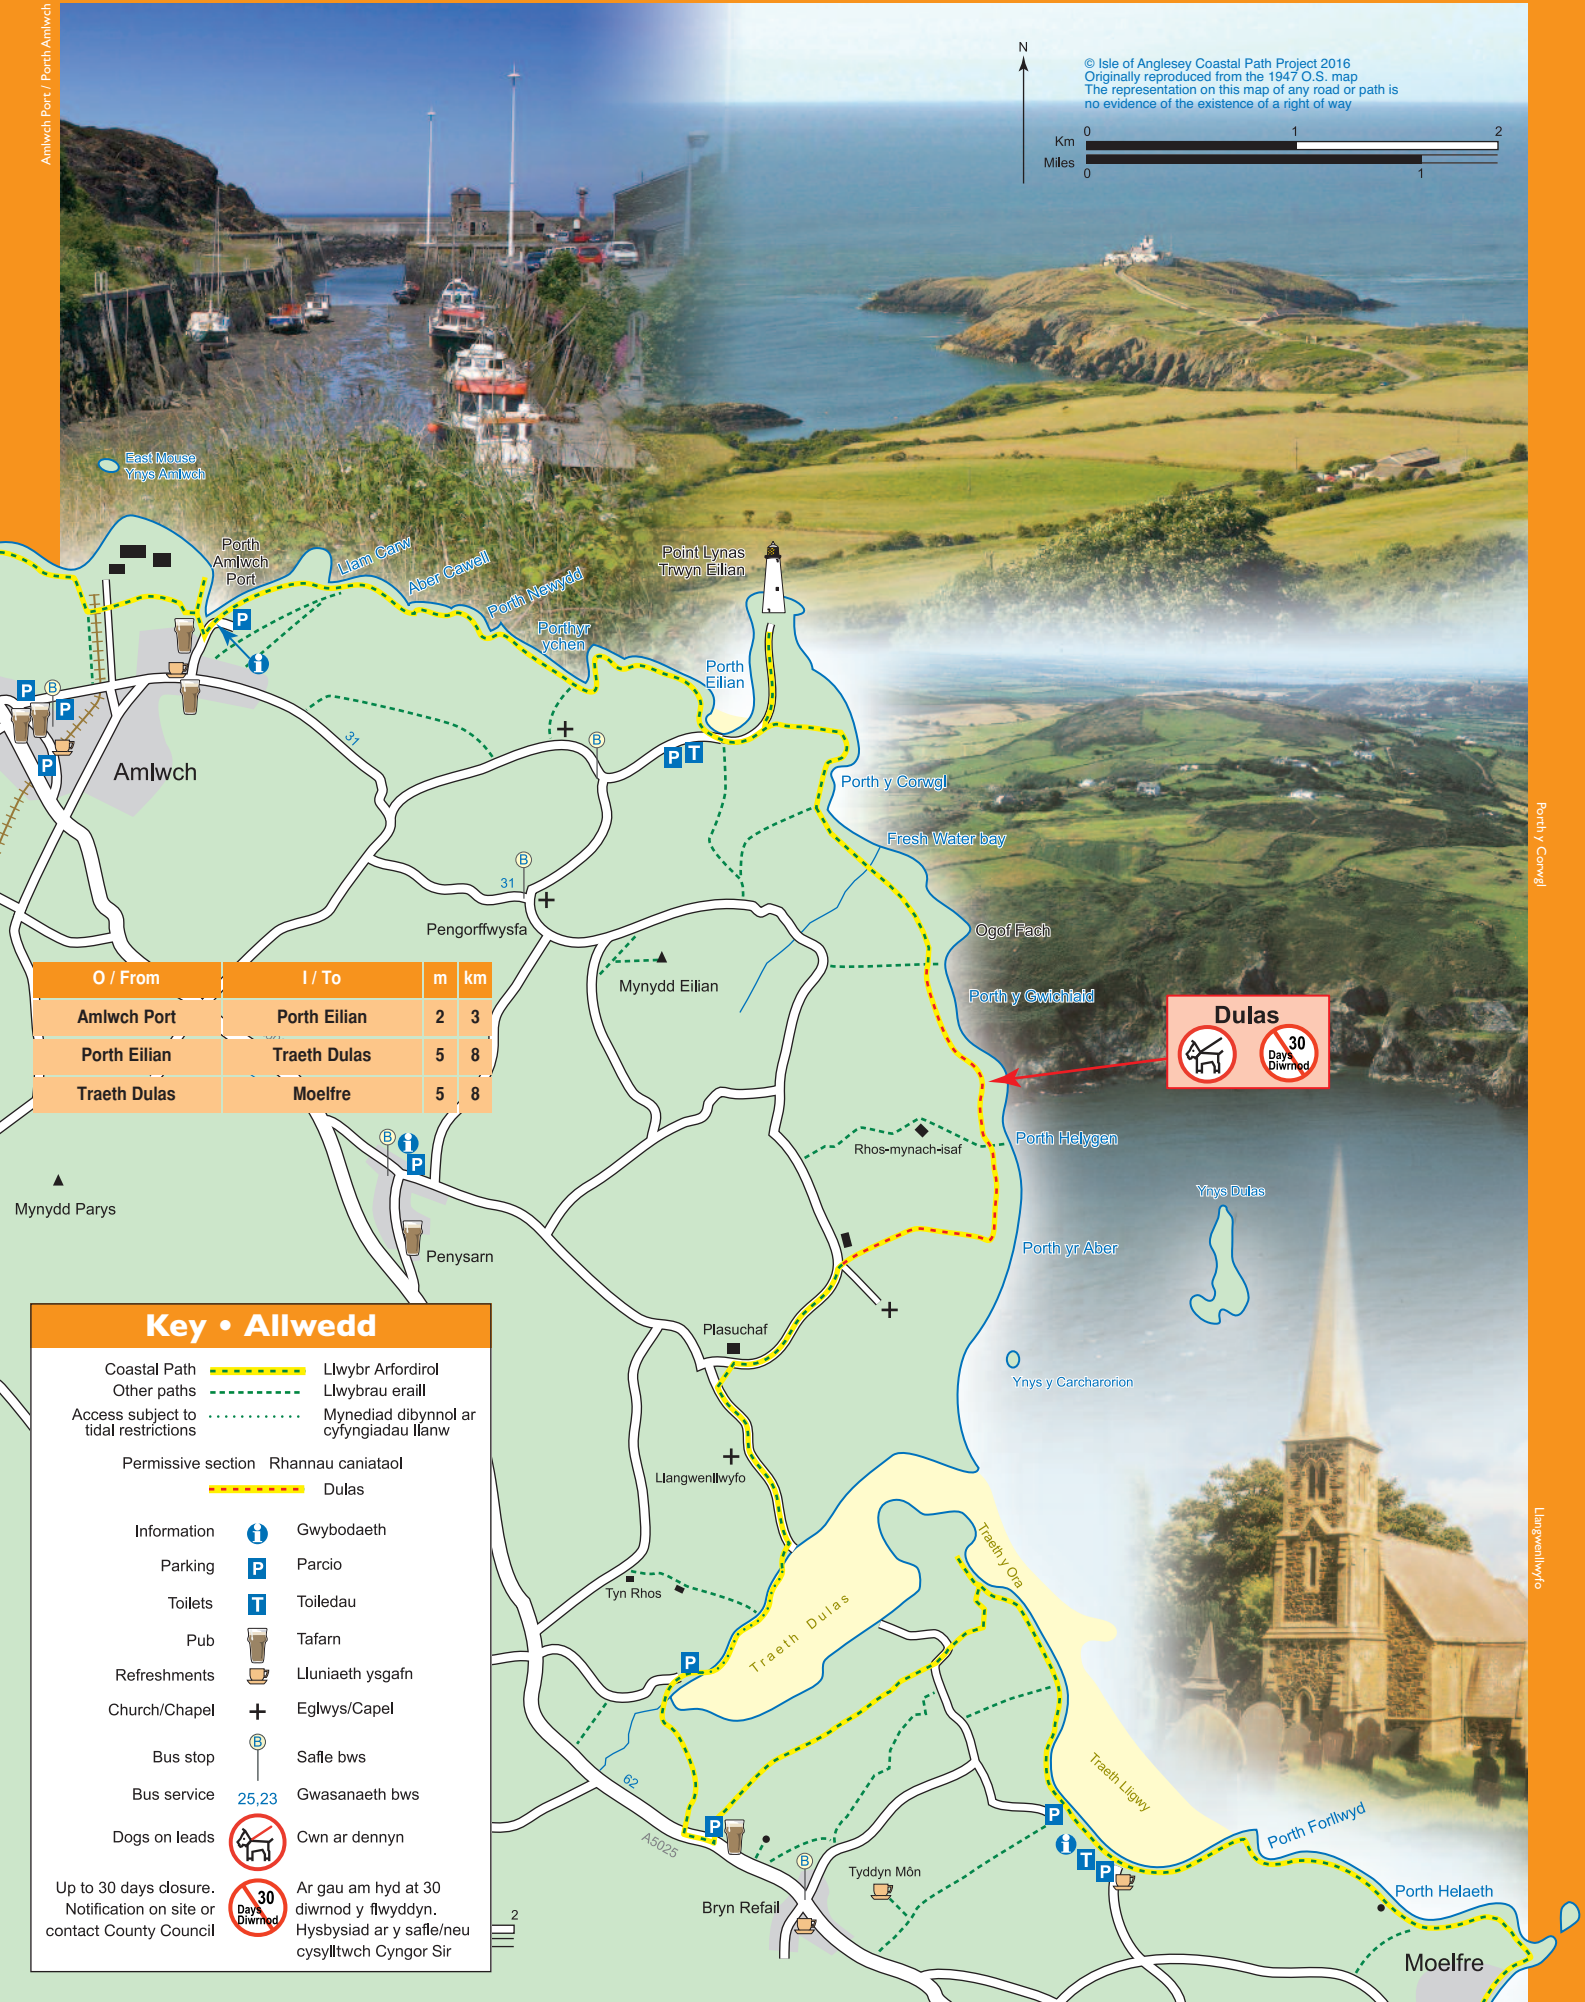 Amlwch Port / Porth Amlwch
N
© Isle of Anglesey Coastal Path Project 2016
Originally reproduced from the 1947 O.S. map
The representation on this map of any road or path is
no evidence of the existence of a right of way
0 1 2
Km
Miles
0 1
East Mouse
Ynys Amlwch
Porth
Amlwch
Port
Llam Carw
Aber Cawell
Porth Newydd
Porthyr
ychen
Point Lynas
Trwyn Eilian
Porth
Eilian
P
i
P
B
P
P
Amlwch
31
B
P T
Porth y Corwgl
Porth y Corwgl
Fresh Water bay
B
31
Pengorffwysfa
Ogof Fach
Mynydd Eilian
Porth y Gwichiaid
O / From I / To m km
Amlwch Port Porth Eilian 2 3
Porth Eilian Traeth Dulas 5 8
Traeth Dulas Moelfre 5 8
Dulas
30
Days
Diwrnod
B i
P
Rhos-mynach-isaf
Porth Helygen
Mynydd Parys
Penysarn
Ynys Dulas
Porth yr Aber
Plasuchaf
Ynys y Carcharorion
Llangwenllwyfo
Llangwenllwyfo
Key • Allwedd
Coastal Path Llwybr Arfordirol
Other paths Llwybrau eraill
Access subject to Mynediad dibynnol ar
tidal restrictions cyfyngiadau llanw
Permissive section Rhannau caniataol
Dulas
Information i Gwybodaeth
Parking P Parcio
Toilets T Toiledau
Pub Tafarn
Refreshments Lluniaeth ysgafn
Church/Chapel Eglwys/Capel
Bus stop B Safle bws
Bus service 25,23 Gwasanaeth bws
Dogs on leads Cwn ar dennyn
Up to 30 days closure. Ar gau am hyd at 30
Notification on site or diwrnod y flwyddyn.
contact County Council Hysbysiad ar y safle/neu
cysylltwch Cyngor Sir
30
Days
Diwrnod
2
Tyn Rhos
Traeth Dulas
Traeth y Ora
P
62
A5025
P
Traeth Lligwy
P
i
T
P
Porth Forllwyd
B
Tyddyn Môn
Bryn Refail
Porth Helaeth
Moelfre